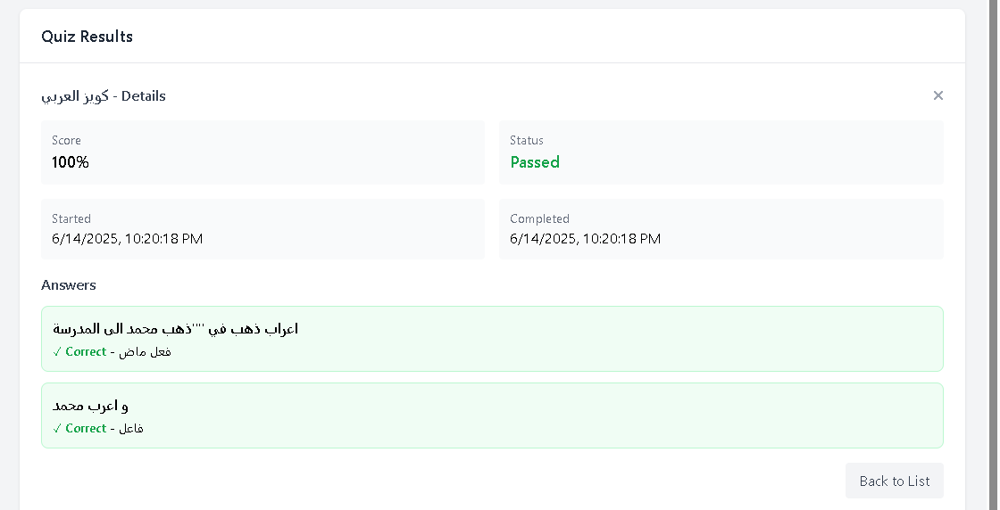 Quiz Results
كويز العربي - Details
Score
100%
Status
Passed
Started
6/14/2025, 10:20:18 PM
Completed
6/14/2025, 10:20:18 PM
Answers
اعراب ذهب في ''''ذهب محمد الى المدرسة
✓ Correct - فعل ماض
و اعرب محمد
✓ Correct - فاعل
Back to List